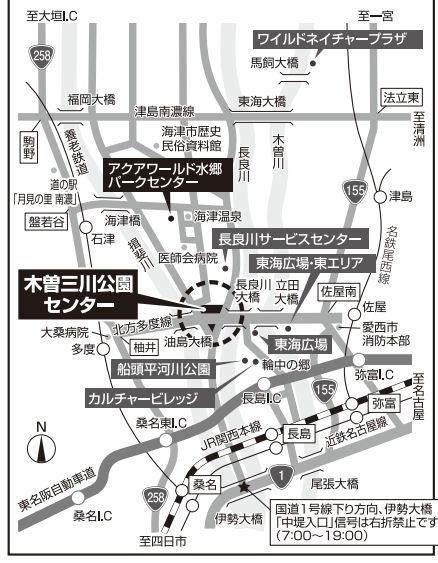 至大垣I.C
至一宮
ワイルドネイチャープラザ
258
馬飼大橋
福岡大橋
東海大橋
法立東
津島南濃線
至清洲
駒野
養老鉄道
海津市歴史
民俗資料館
長良川
木曽川
アクアワールド水郷
パークセンター
道の駅
「月見の里 南濃」
155
津島
盤若谷
海津橋
海津温泉
石津
揖斐川
長良川サービスセンター
名鉄尾西線
医師会病院
東海広場・東エリア
木曽三川公園
センター
長良川
大橋
立田
大橋
佐屋南
佐屋
北方多度線
大桑病院
油島大橋
東海広場
愛西市
消防本部
多度
柚井
船頭平河川公園
輪中の郷
弥富I.C
至名古屋
カルチャービレッジ
長島I.C
155
弥富
桑名東I.C
N
JR関西本線
長島
近鉄名古屋線
東名阪自動車道
桑名
1
尾張大橋
258
桑名I.C
伊勢大橋
至四日市
国道1号線下り方向、伊勢大橋
「中堤入口」信号は右折禁止です
(7:00〜19:00)